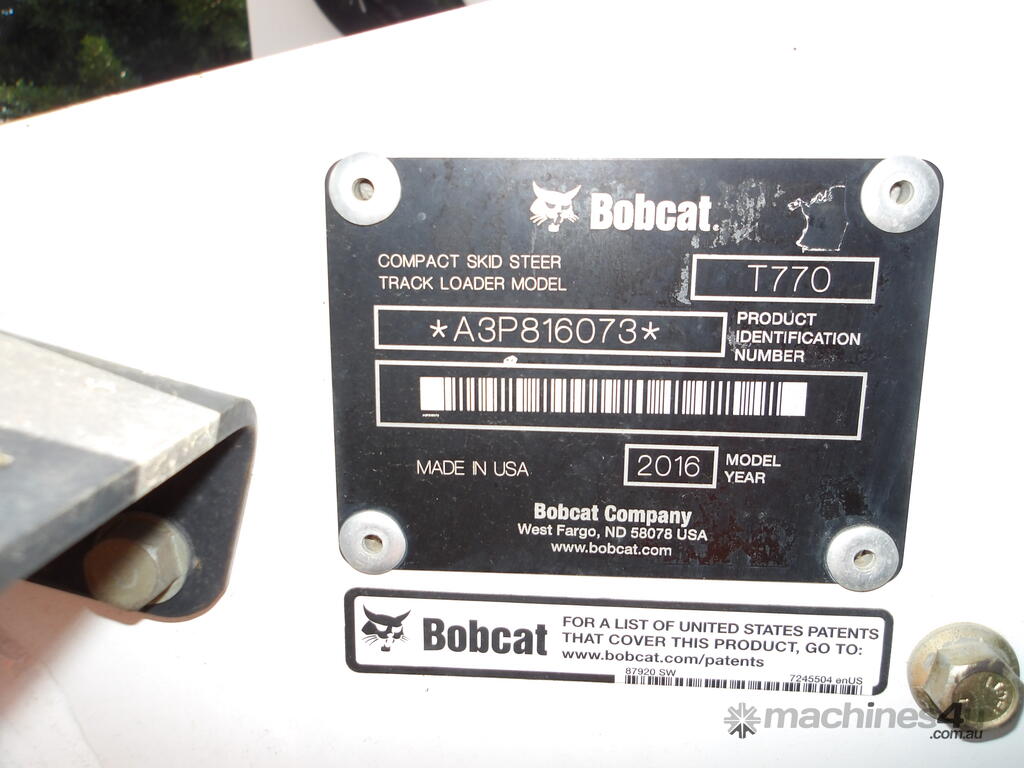 Bobcat.
COMPACT SKID STEER
TRACK LOADER MODEL
T770
*A3P816073*
PRODUCT
IDENTIFICATION
NUMBER
MADE IN USA
2016
MODEL
YEAR
Bobcat Company
West Fargo, ND 58078 USA
www.bobcat.com
Bobcat
FOR A LIST OF UNITED STATES PATENTS
THAT COVER THIS PRODUCT, GO TO:
www.bobcat.com/patents
87920 SW
7245504 enUS
machines4u
.com.au